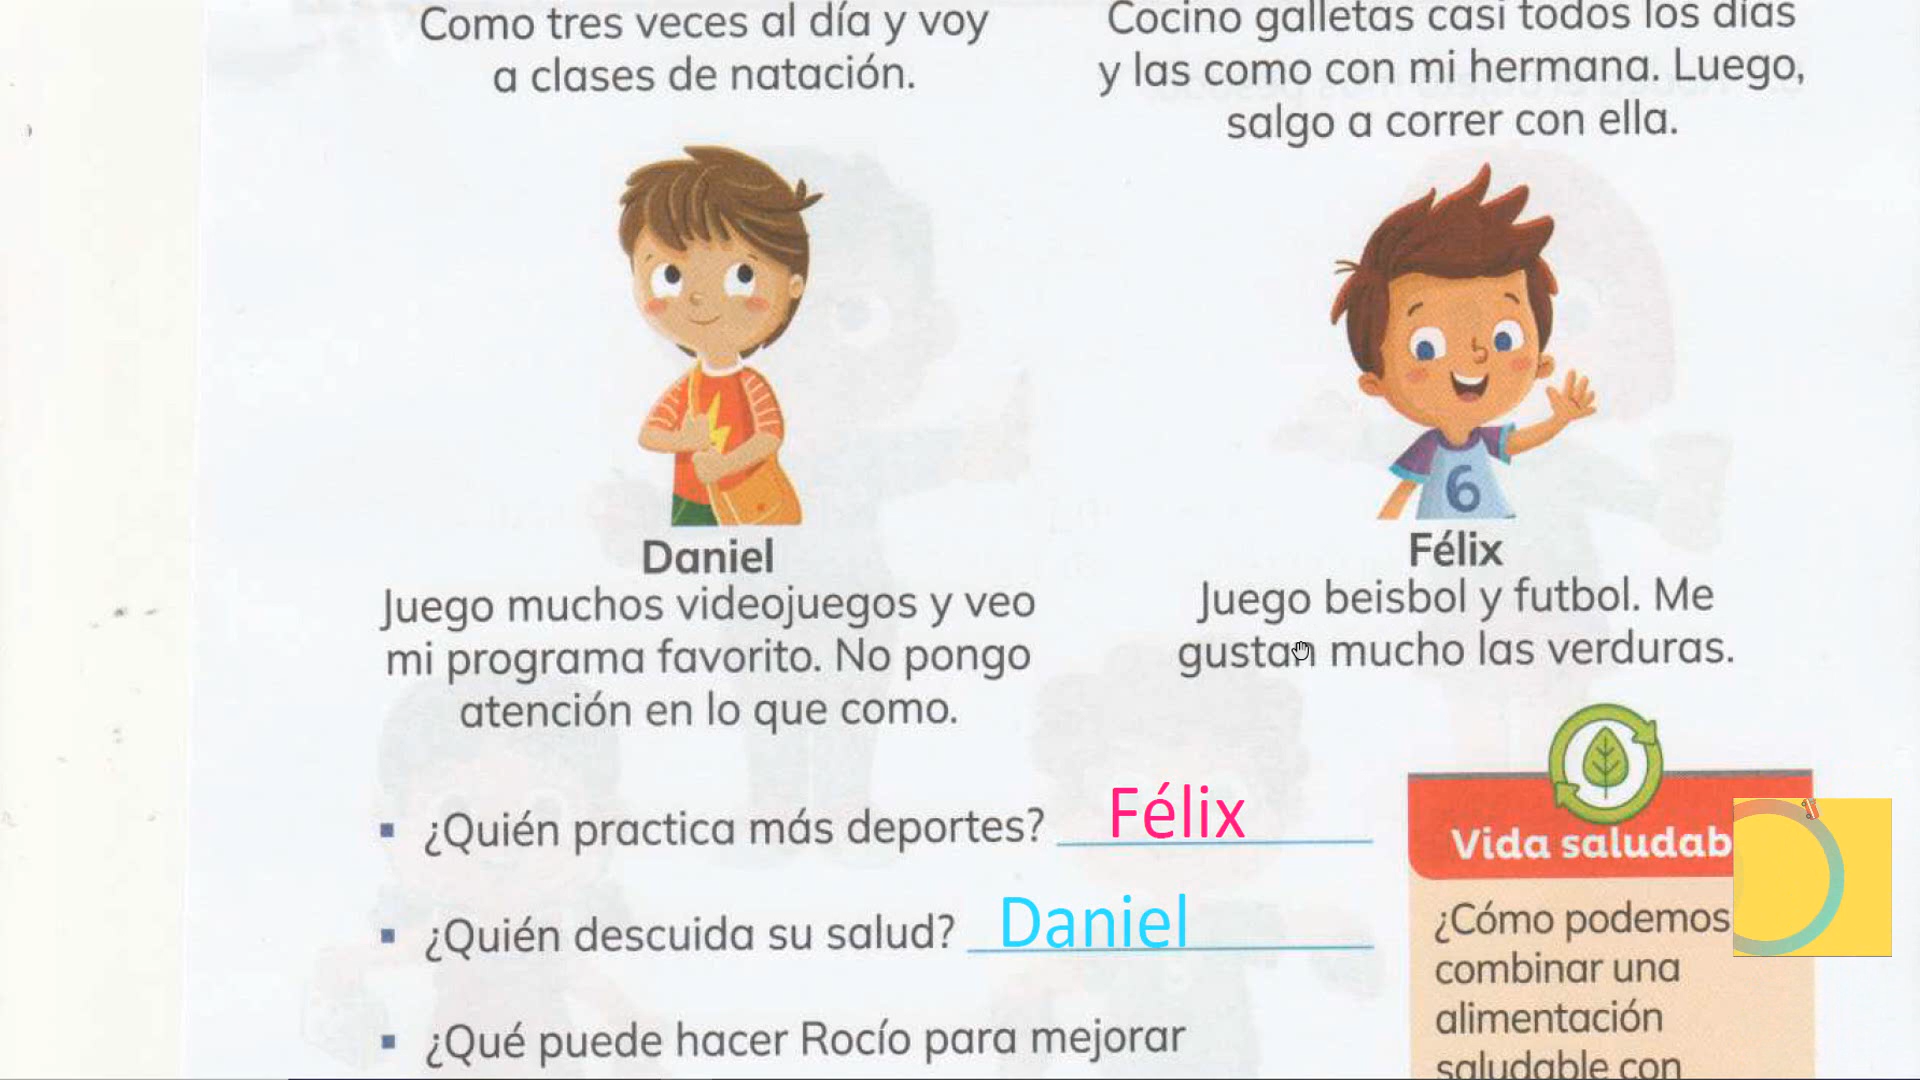 Como tres veces al día y voy
a clases de natación.
Cocino galletas casi todos los días
y las como con mi hermana. Luego,
salgo a correr con ella.
6
Daniel
Juego muchos videojuegos y veo
mi programa favorito. No pongo
atención en lo que como.
Félix
Juego beisbol y futbol. Me
gustan mucho las verduras.
¿Quién practica más deportes? Félix
¿Quién descuida su salud? Daniel
¿Qué puede hacer Rocío para mejorar
Vida saludab
¿Cómo podemos
combinar una
alimentación
saludable con